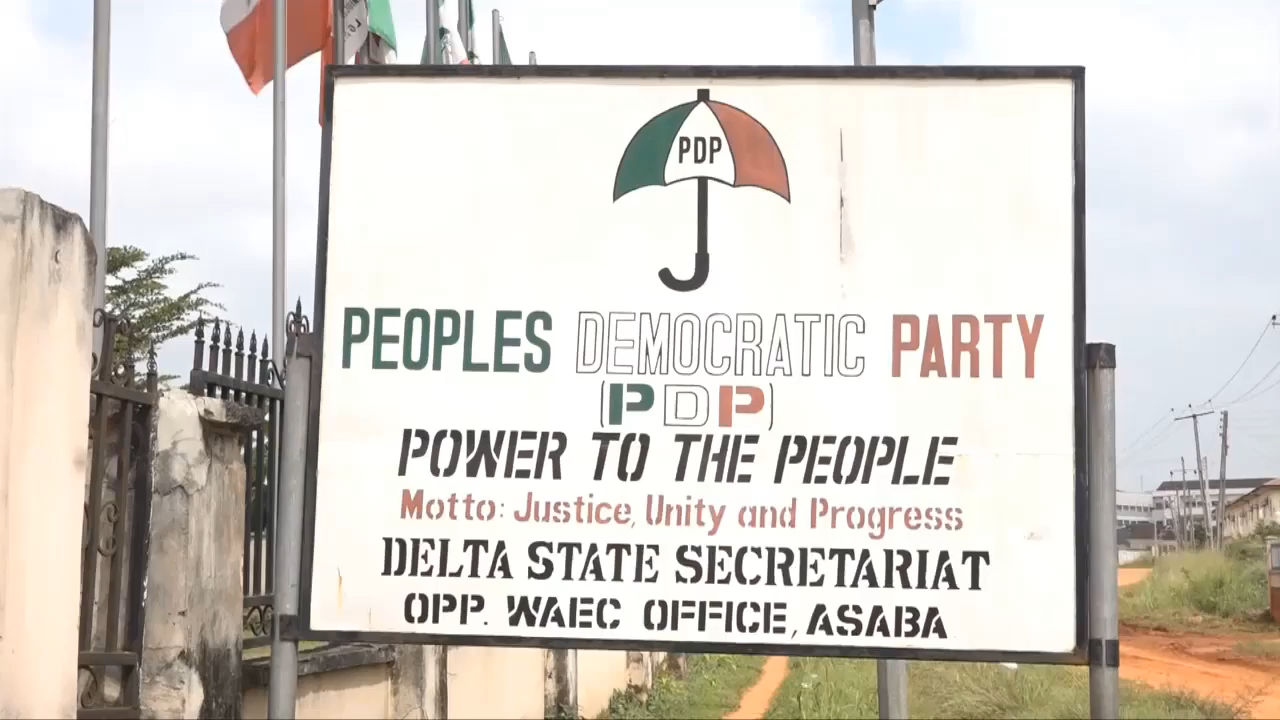 PDP
PEOPLES DEMOCRATIC PARTY
(PDP)
POWER TO THE PEOPLE
Motto: Justice, Unity and Progress
DELTA STATE SECRETARIAT
OPP. WAEC OFFICE, ASABA